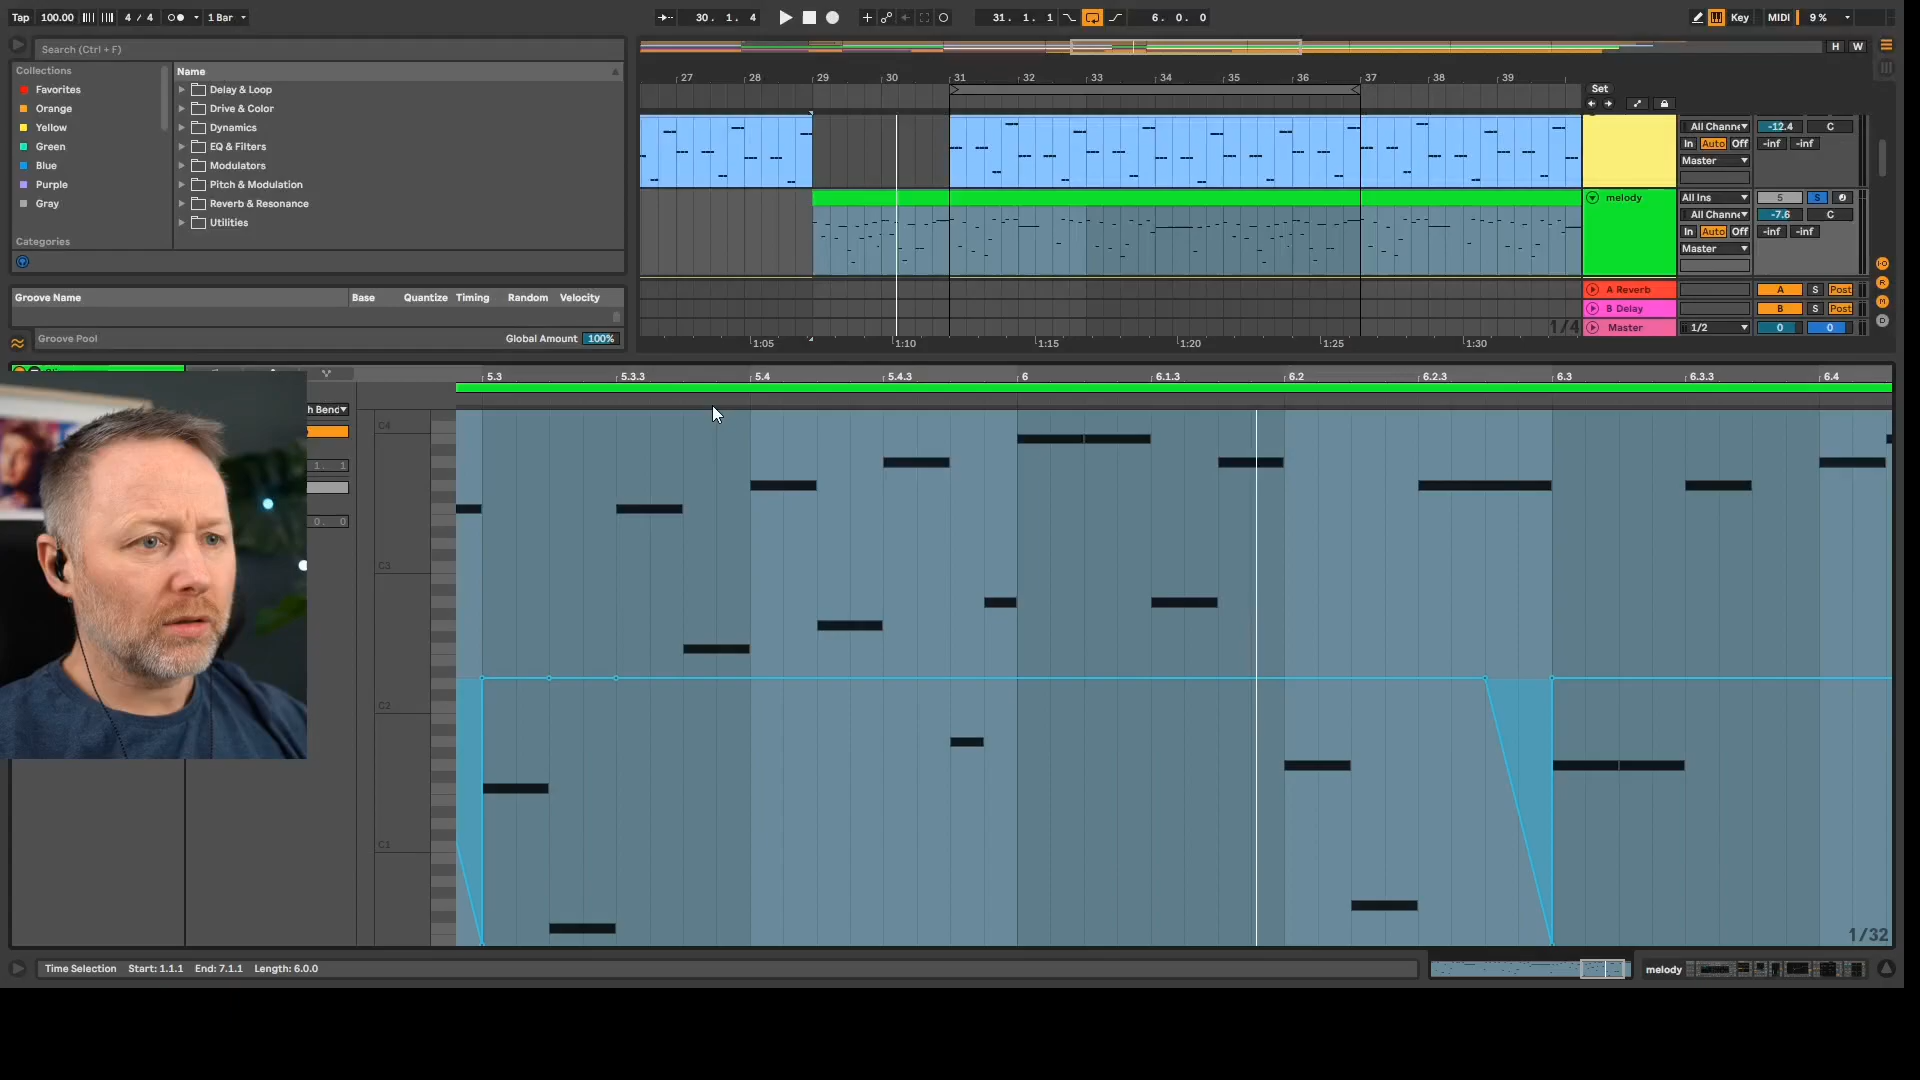 Tap 100.00 4 / 4 1 Bar 30. 1. 4 31. 1. 1 6. 0. 0 Key MIDI 9 %
Search (Ctrl + F)
Collections
Favorites
Orange
Yellow
Green
Blue
Purple
Gray
Categories
Name
Delay & Loop
Drive & Color
Dynamics
EQ & Filters
Modulators
Pitch & Modulation
Reverb & Resonance
Utilities
Groove Name Base Quantize Timing Random Velocity
Groove Pool Global Amount 100%
H W
27 28 29 30 31 32 33 34 35 36 37 38 39
Set
All Channe -12.4 C
In Auto Off -inf -inf
Master
melody All Ins 5 S
All Channe -7.6 C
In Auto Off -inf -inf
Master
A Reverb A S Post
B Delay B S Post
1/4 Master 1/2 0 0
1:05 1:10 1:15 1:20 1:25 1:30
5.3 5.3.3 5.4 5.4.3 6 6.1.3 6.2 6.2.3 6.3 6.3.3 6.4
h Bend
C4
1. 1
0. 0
C3
C2
C1
1/32
Time Selection Start: 1.1.1 End: 7.1.1 Length: 6.0.0
melody